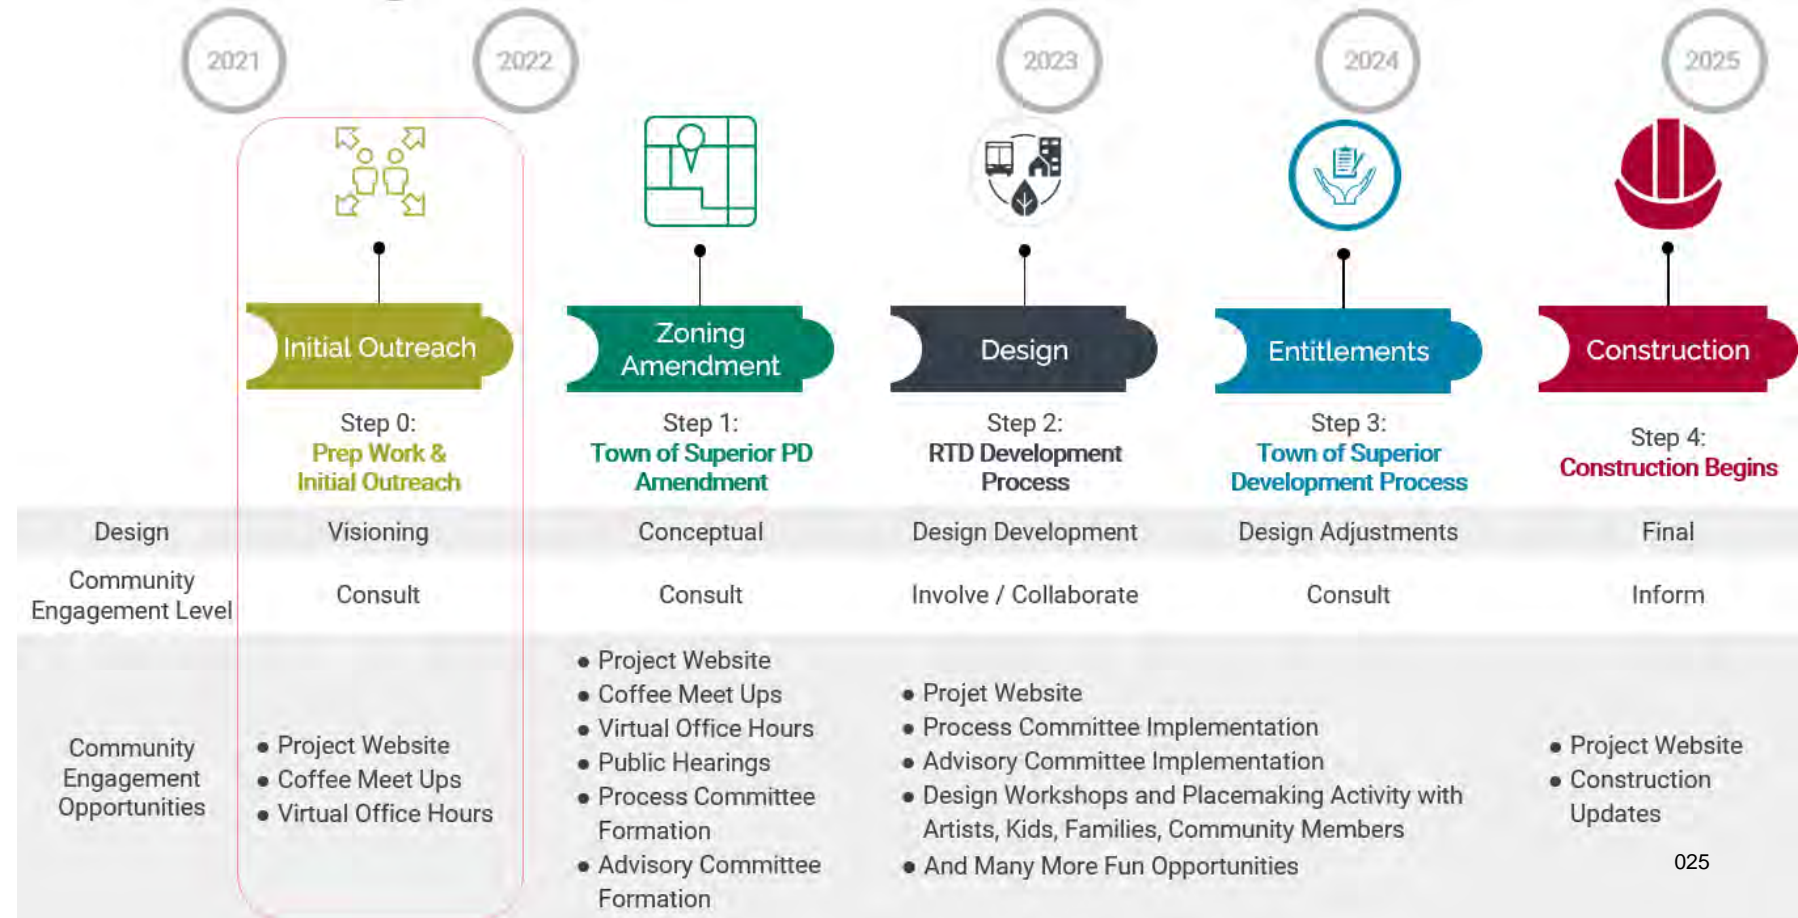 2021
2022
2023
2024
2025
Initial Outreach
Zoning
Amendment
Design
Entitlements
Construction
Step 0:
Prep Work &
Initial Outreach
Step 1:
Town of Superior PD
Amendment
Step 2:
RTD Development
Process
Step 3:
Town of Superior
Development Process
Step 4:
Construction Begins
Design
Visioning
Conceptual
Design Development
Design Adjustments
Final
Community
Engagement Level
Consult
Consult
Involve / Collaborate
Consult
Inform
Community
Engagement
Opportunities
● Project Website
● Coffee Meet Ups
● Virtual Office Hours
● Project Website
● Coffee Meet Ups
● Virtual Office Hours
● Public Hearings
● Process Committee
Formation
● Advisory Committee
Formation
● Projet Website
● Process Committee Implementation
● Advisory Committee Implementation
● Design Workshops and Placemaking Activity with
Artists, Kids, Families, Community Members
● And Many More Fun Opportunities
● Project Website
● Construction
Updates
025